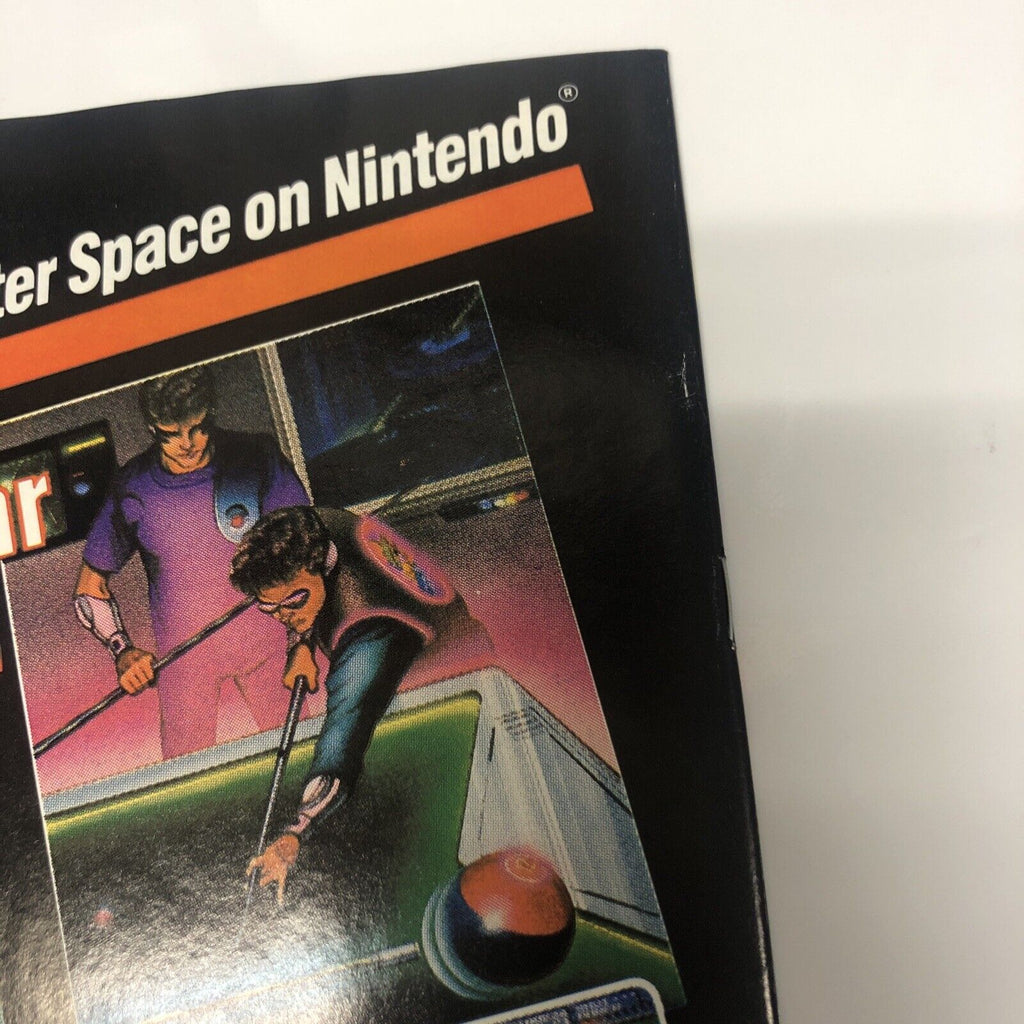 ter Space on Nintendo®
ar